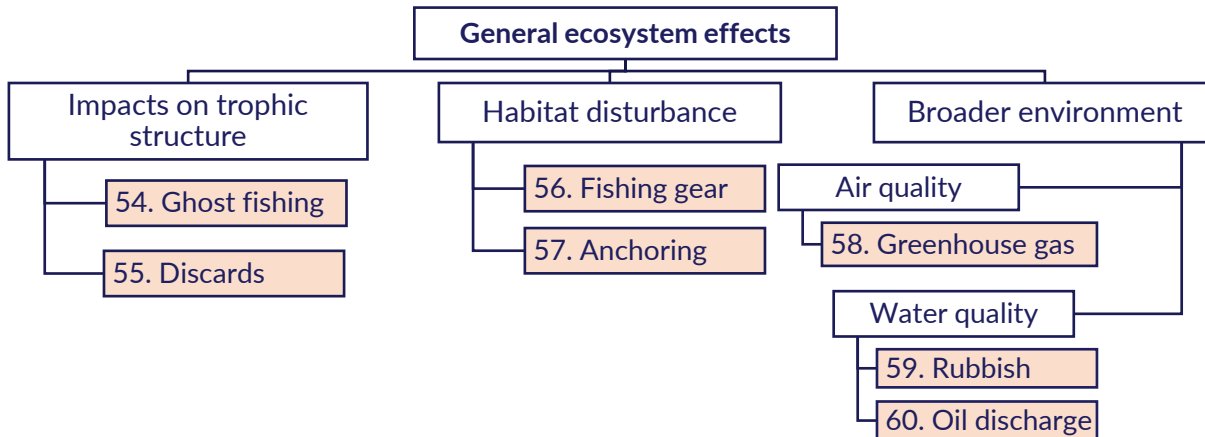 General ecosystem effects
Impacts on trophic
structure
54. Ghost fishing
55. Discards
Habitat disturbance
56. Fishing gear
57. Anchoring
Broader environment
Air quality
58. Greenhouse gas
Water quality
59. Rubbish
60. Oil discharge